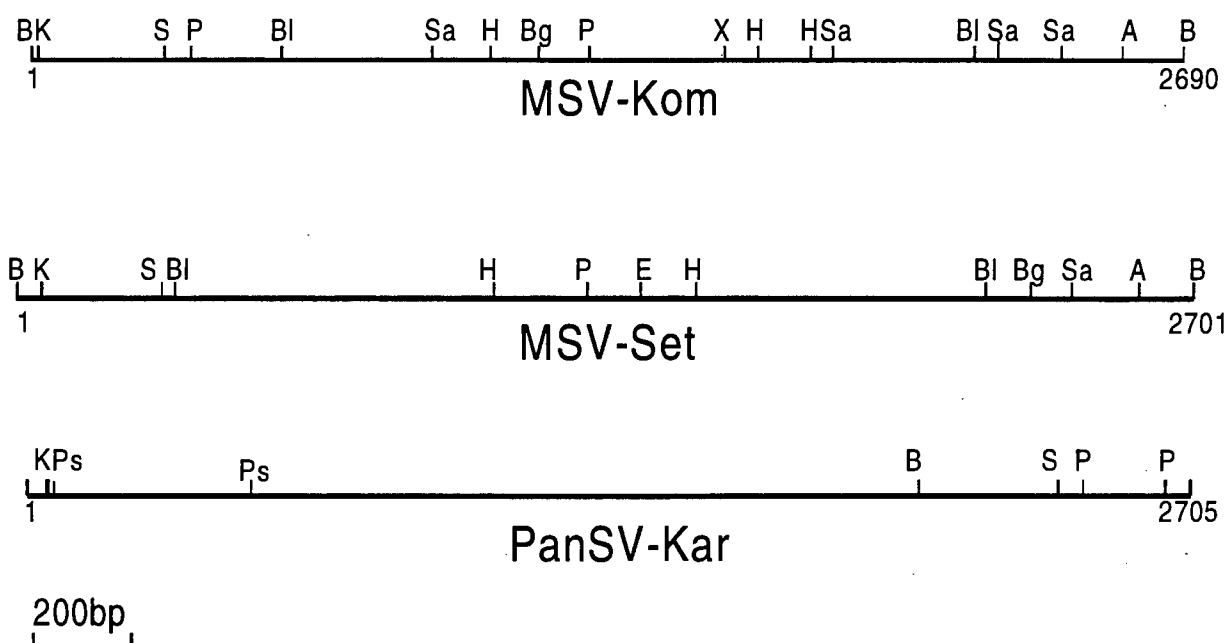 BK S P Bl Sa H Bg P X H HSa Bl Sa Sa A B
1 2690
MSV-Kom
B K S Bl H P E H Bl Bg Sa A B
1 2701
MSV-Set
KPs Ps B S P P
1 2705
PanSV-Kar
200bp